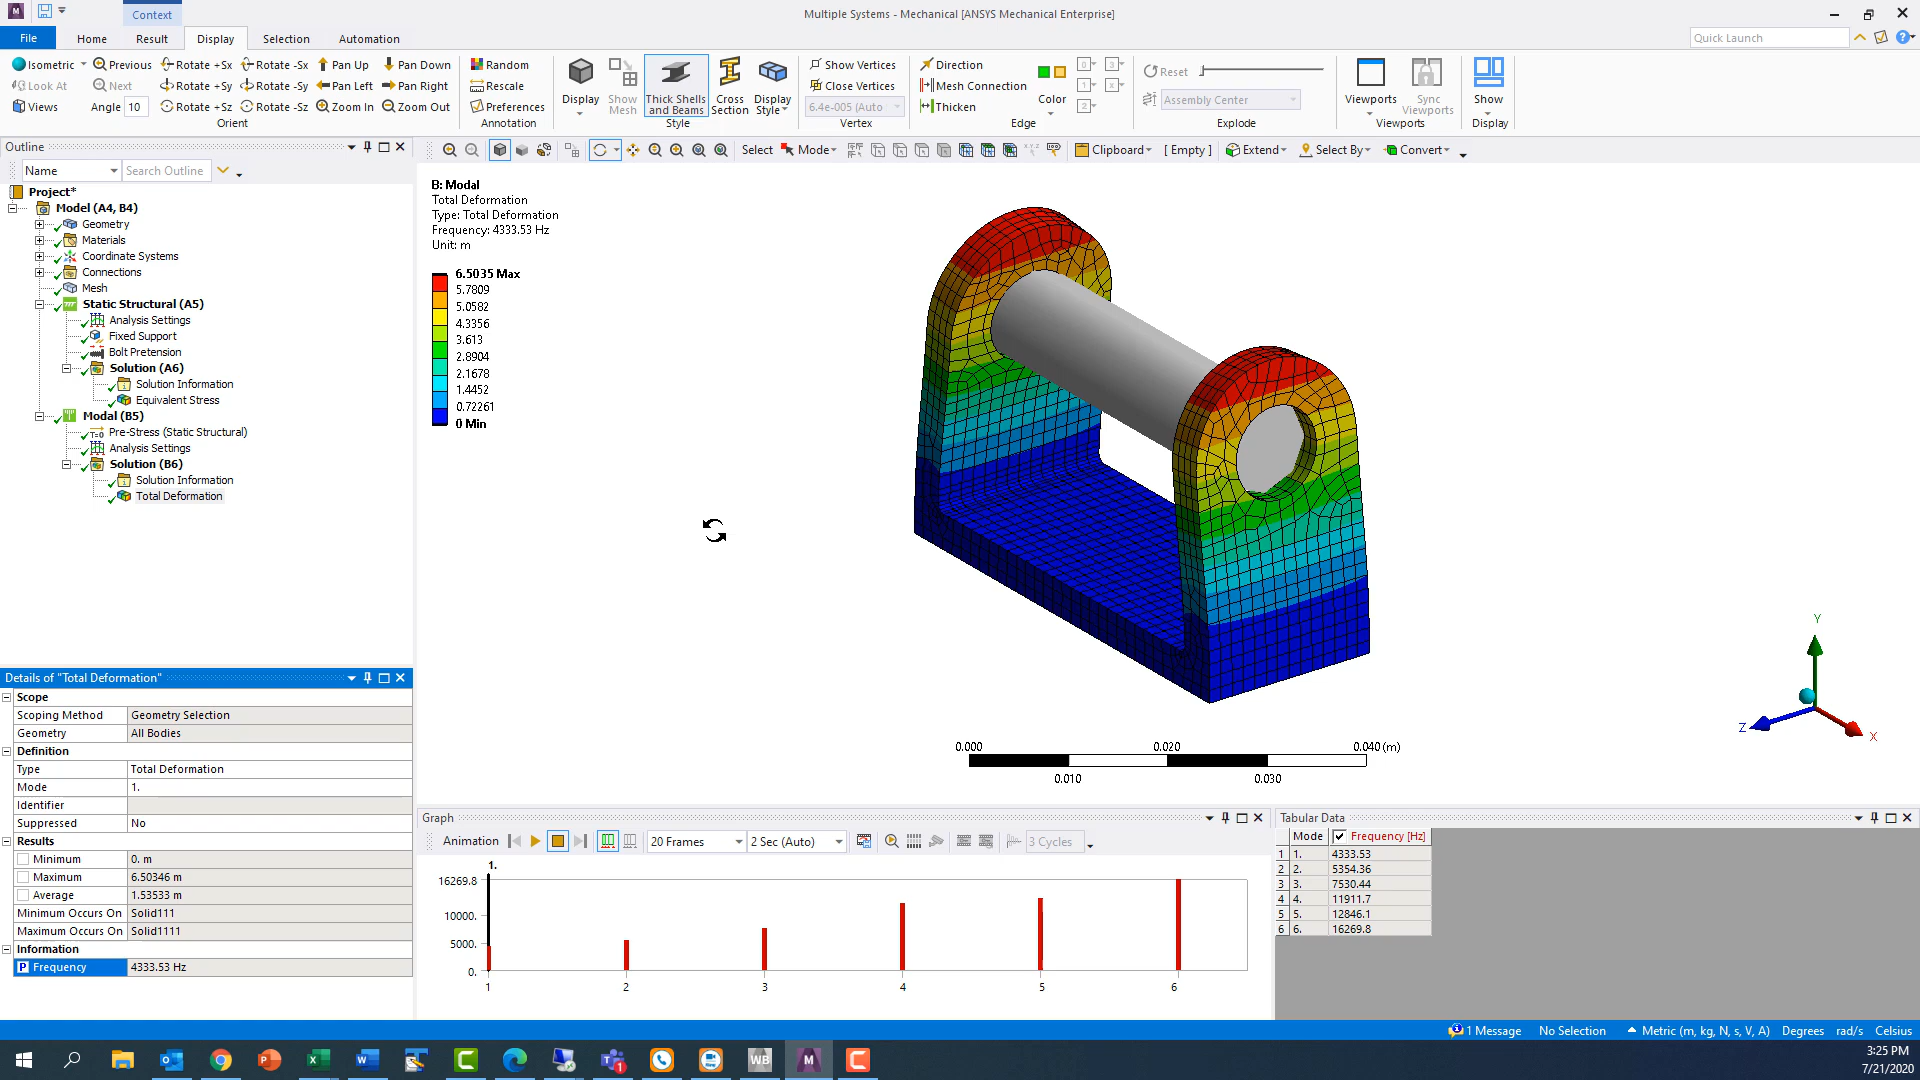 Context
Multiple Systems - Mechanical [ANSYS Mechanical Enterprise]
File Home Result Display Selection Automation
Quick Launch
Isometric Previous Rotate +Sx Rotate -Sx Pan Up Pan Down
Look At Next Rotate +Sy Rotate -Sy Pan Left Pan Right
Views Angle 10 Rotate +Sz Rotate -Sz Zoom In Zoom Out
Orient
Random
Rescale
Preferences
Annotation
Display
Show Mesh
Thick Shells and Beams
Cross Section
Display Style
Style
Show Vertices
Close Vertices
6.4e-005 (Auto
Vertex
Direction
Mesh Connection
Thicken
Color
Edge
Reset
Assembly Center
Explode
Viewports
Sync Viewports
Viewports
Show
Display
Outline
Name Search Outline
Select Mode Clipboard [ Empty ] Extend Select By Convert
Project*
Model (A4, B4)
Geometry
Materials
Coordinate Systems
Connections
Mesh
Static Structural (A5)
Analysis Settings
Fixed Support
Bolt Pretension
Solution (A6)
Solution Information
Equivalent Stress
Modal (B5)
Pre-Stress (Static Structural)
Analysis Settings
Solution (B6)
Solution Information
Total Deformation
B: Modal
Total Deformation
Type: Total Deformation
Frequency: 4333.53 Hz
Unit: m
6.5035 Max
5.7809
5.0582
4.3356
3.613
2.8904
2.1678
1.4452
0.72261
0 Min
Y
Z
X
0.000 0.020 0.040 (m)
0.010 0.030
Details of "Total Deformation"
Scope
Scoping Method Geometry Selection
Geometry All Bodies
Definition
Type Total Deformation
Mode 1.
Identifier
Suppressed No
Results
Minimum 0. m
Maximum 6.50346 m
Average 1.53533 m
Minimum Occurs On Solid111
Maximum Occurs On Solid1111
Information
P Frequency 4333.53 Hz
Graph
Animation 20 Frames 2 Sec (Auto) 3 Cycles
1.
16269.8
10000.
5000.
0.
1 2 3 4 5 6
Tabular Data
Mode Frequency [Hz]
1 1. 4333.53
2 2. 5354.36
3 3. 7530.44
4 4. 11911.7
5 5. 12846.1
6 6. 16269.8
1 Message No Selection Metric (m, kg, N, s, V, A) Degrees rad/s Celsius
WB M
3:25 PM
7/21/2020